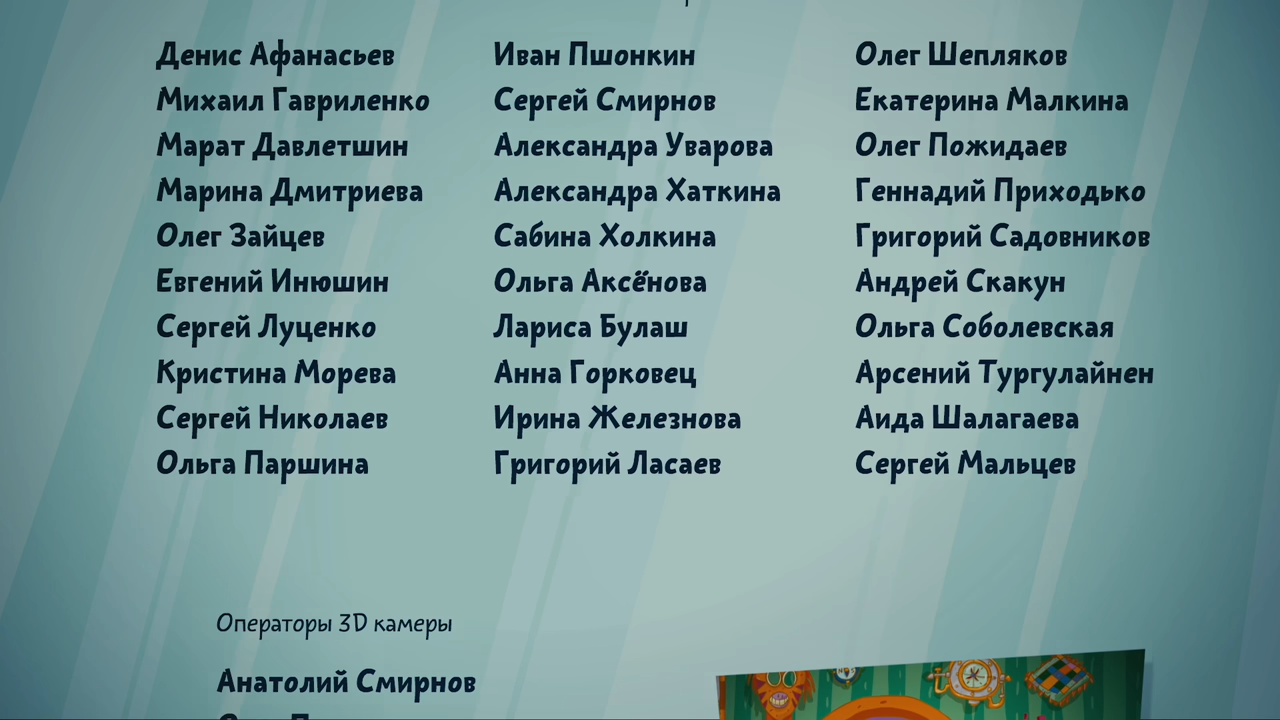 Денис Афанасьев
Михаил Гавриленко
Марат Давлетшин
Марина Дмитриева
Олег Зайцев
Евгений Инюшин
Сергей Луценко
Кристина Морева
Сергей Николаев
Ольга Паршина
Иван Пшонкин
Сергей Смирнов
Александра Уварова
Александра Хаткина
Сабина Холкина
Ольга Аксёнова
Лариса Булаш
Анна Горковец
Ирина Железнова
Григорий Ласаев
Олег Шепляков
Екатерина Малкина
Олег Пожидаев
Геннадий Приходько
Григорий Садовников
Андрей Скакун
Ольга Соболевская
Арсений Тургулайнен
Аида Шалагаева
Сергей Мальцев
Операторы 3D камеры
Анатолий Смирнов